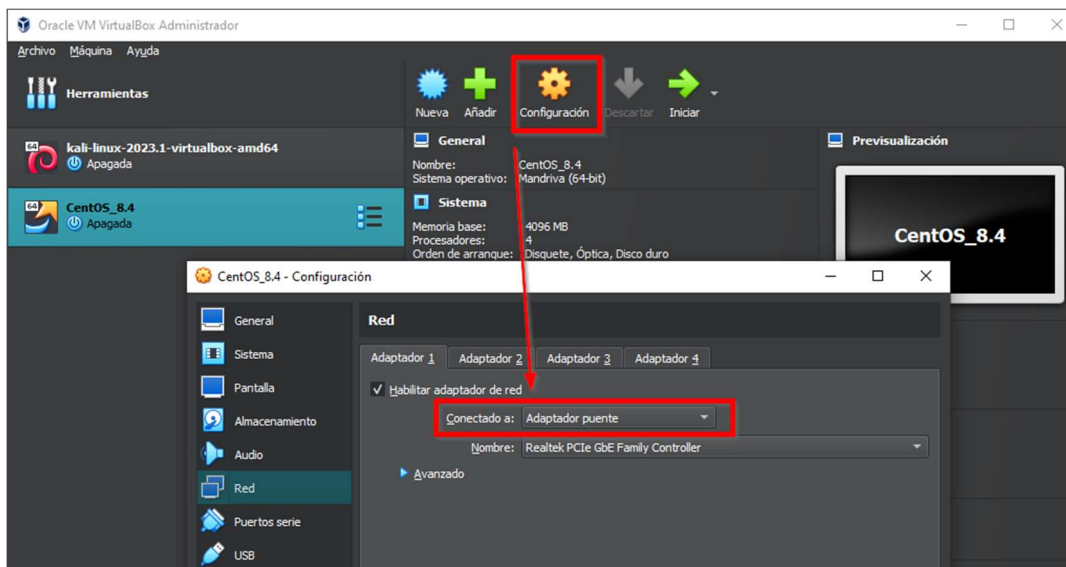 Oracle VM VirtualBox Administrador
Archivo Máquina Ayuda
Herramientas
Nueva Añadir Configuración Descartar Iniciar
64 kali-linux-2023.1-virtualbox-amd64
Apagada
64 CentOS_8.4
Apagada
General
Nombre: CentOS_8.4
Sistema operativo: Mandriva (64-bit)
Sistema
Memoria base: 4096 MB
Procesadores: 4
Orden de arranque: Disquete, Óptica, Disco duro
Previsualización
CentOS_8.4
CentOS_8.4 - Configuración
General
Sistema
Pantalla
Almacenamiento
Audio
Red
Puertos serie
USB
Red
Adaptador 1 Adaptador 2 Adaptador 3 Adaptador 4
Habilitar adaptador de red
Conectado a: Adaptador puente
Nombre: Realtek PCIe GbE Family Controller
Avanzado